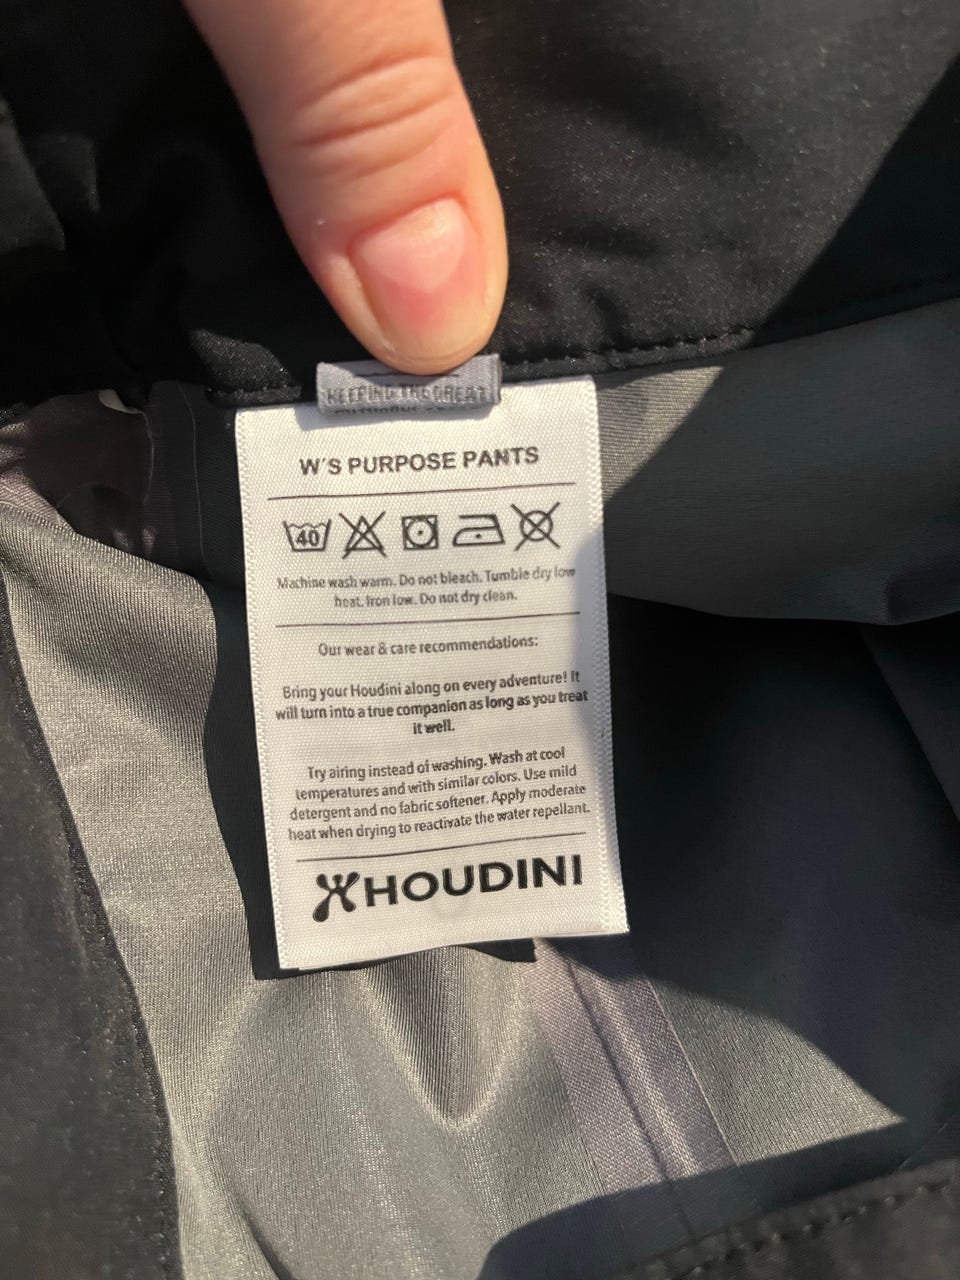 KEEPING THE GREAT
W'S PURPOSE PANTS
40
Machine wash warm. Do not bleach. Tumble dry low
heat. Iron low. Do not dry clean.
Our wear & care recommendations:
Bring your Houdini along on every adventure! It
will turn into a true companion as long as you treat
it well.
Try airing instead of washing. Wash at cool
temperatures and with similar colors. Use mild
detergent and no fabric softener. Apply moderate
heat when drying to reactivate the water repellant.
HOUDINI